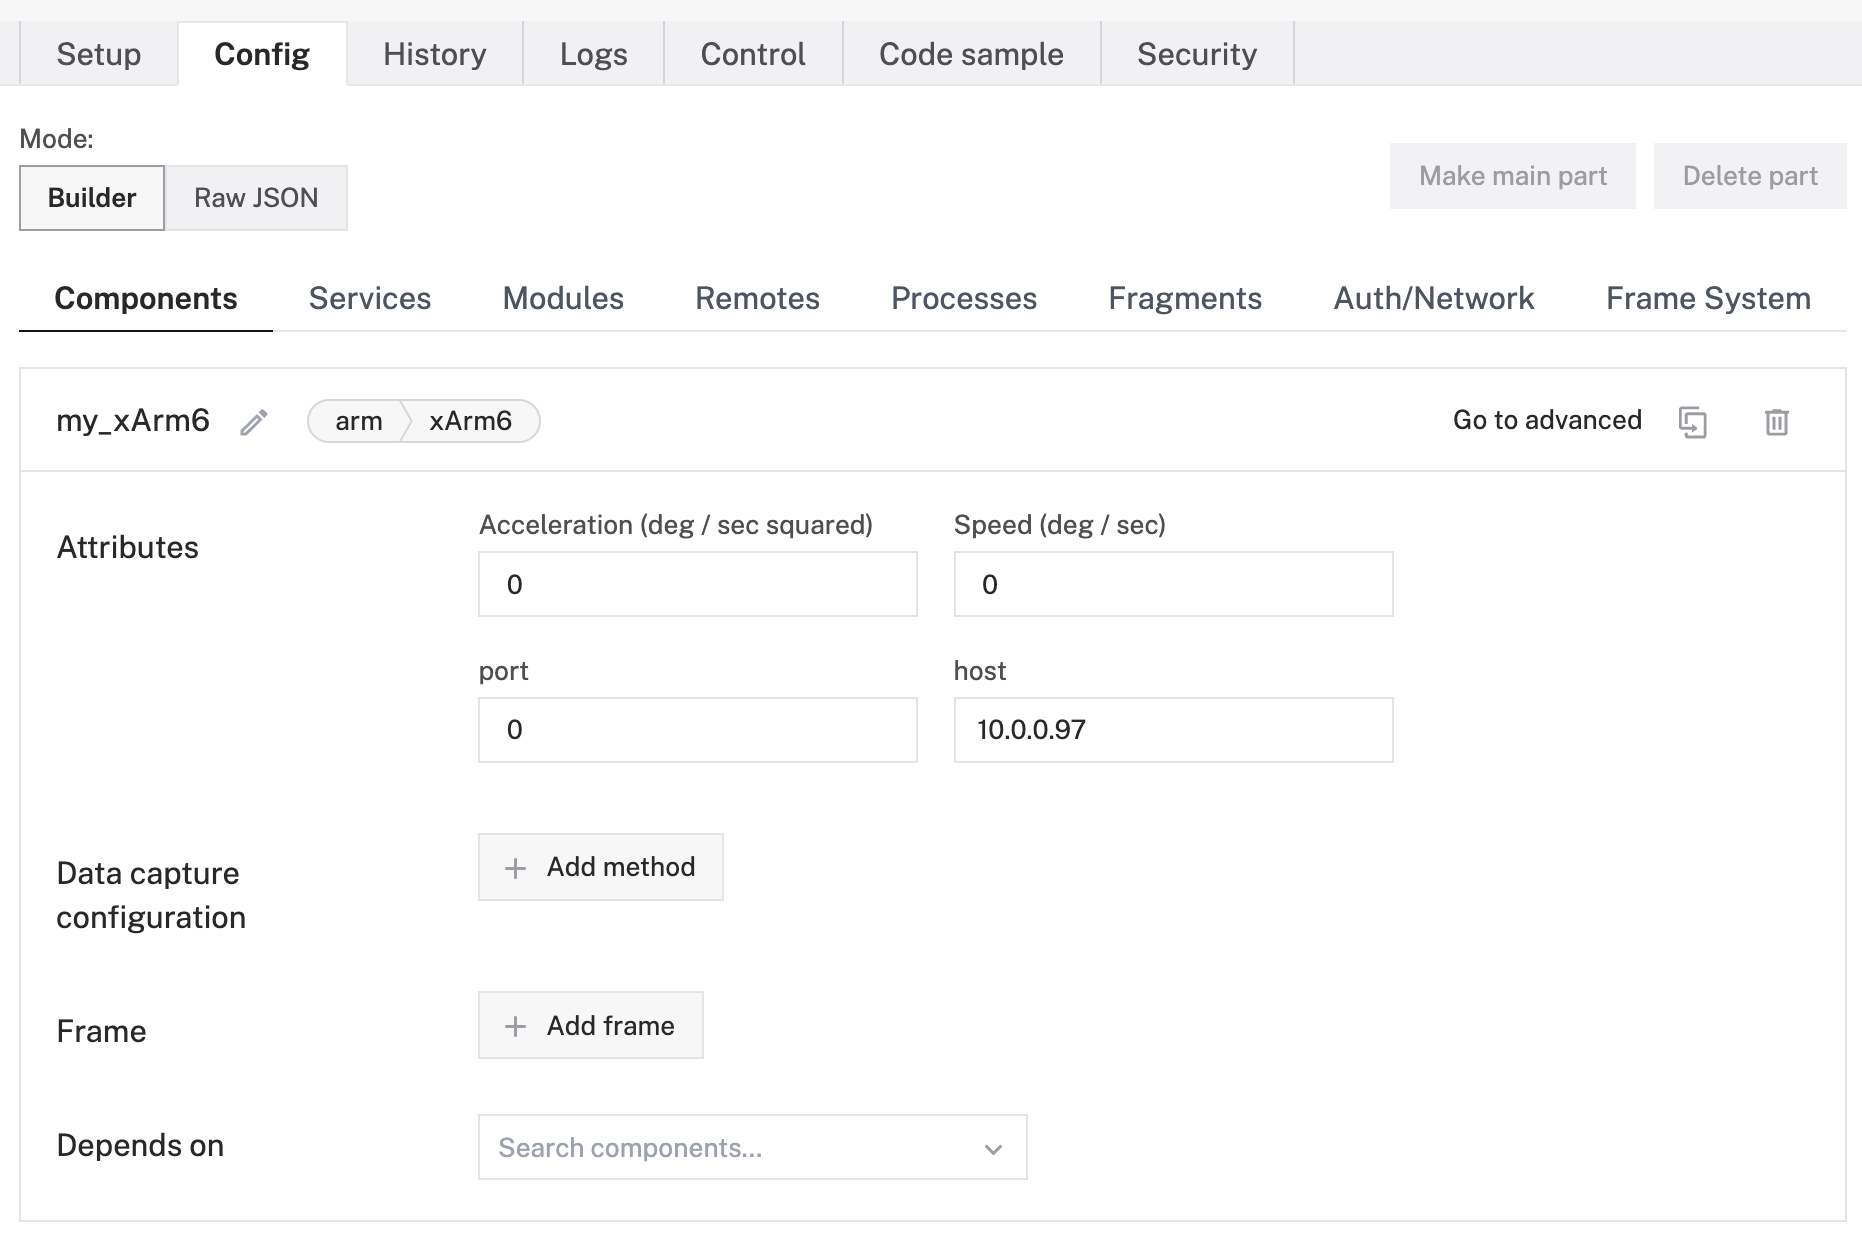 Setup Config History Logs Control Code sample Security
Mode:
Builder Raw JSON Make main part Delete part
Components Services Modules Remotes Processes Fragments Auth/Network Frame System
my_xArm6 arm xArm6 Go to advanced
Attributes
Acceleration (deg / sec squared) Speed (deg / sec)
0 0
port host
0 10.0.0.97
Data capture
configuration
+ Add method
Frame + Add frame
Depends on Search components...